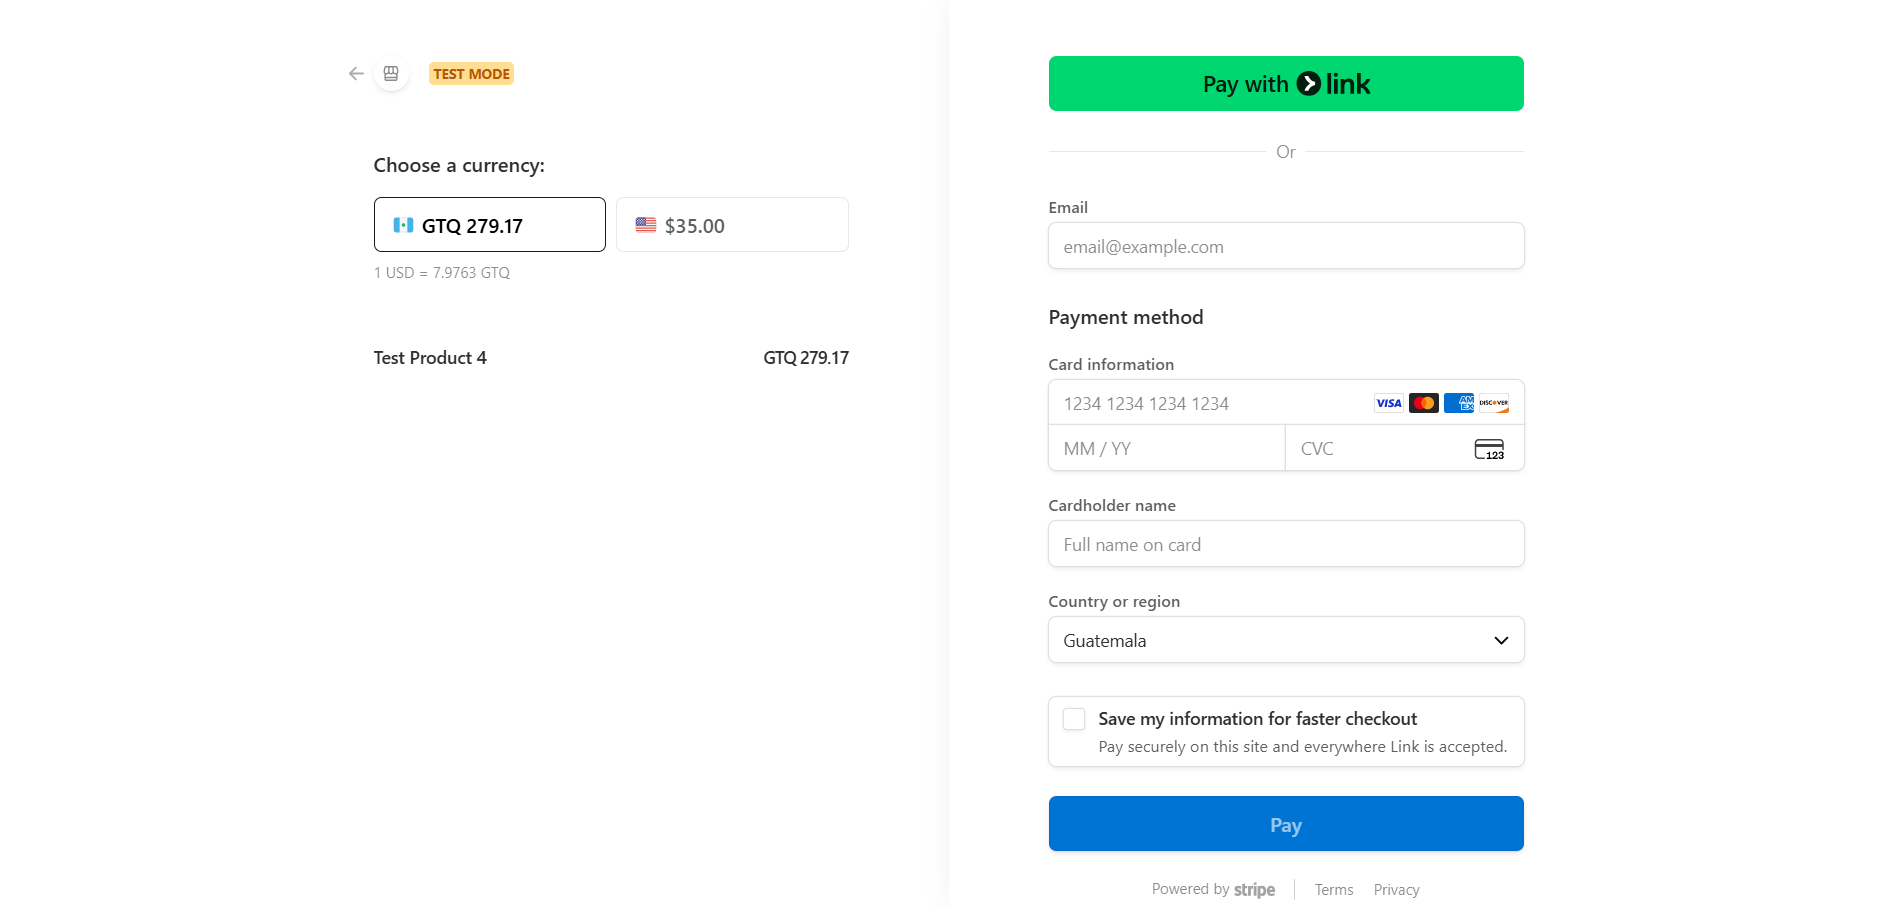 TEST MODE
Choose a currency:
GTQ 279.17
$35.00
1 USD = 7.9763 GTQ
Test Product 4
GTQ 279.17
Pay with link
Or
Email
email@example.com
Payment method
Card information
1234 1234 1234 1234
VISA
AMEX
DISCOVER
MM / YY
CVC
123
Cardholder name
Full name on card
Country or region
Guatemala
Save my information for faster checkout
Pay securely on this site and everywhere Link is accepted.
Pay
Powered by stripe
Terms
Privacy